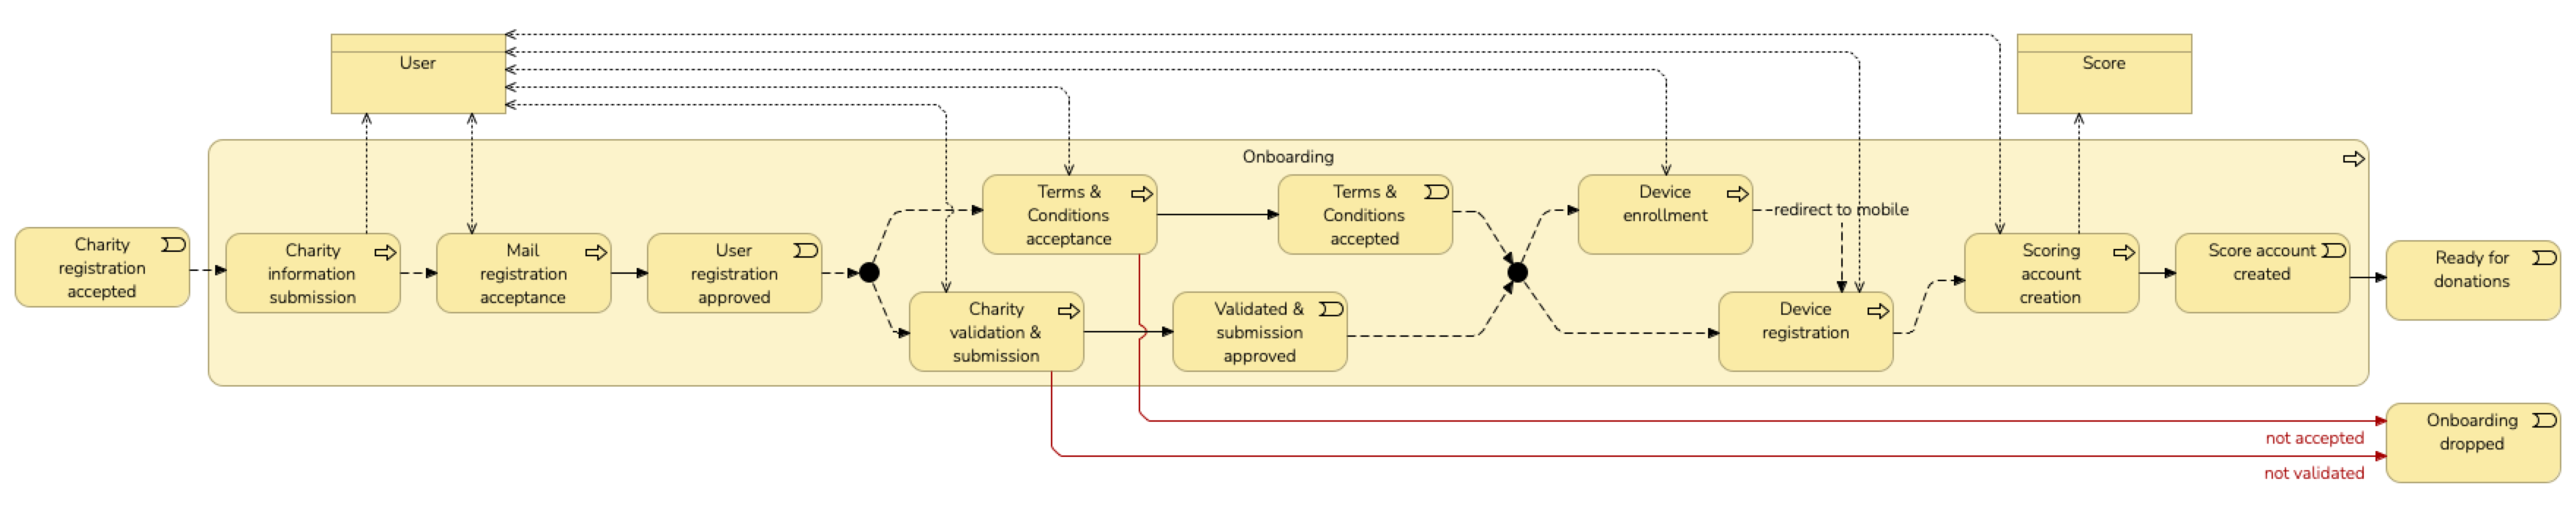 User
Score
Onboarding
Charity
registration
accepted
Charity
information
submission
Mail
registration
acceptance
User
registration
approved
Terms &
Conditions
acceptance
Terms &
Conditions
accepted
Charity
validation &
submission
Validated &
submission
approved
Device
enrollment
redirect to mobile
Device
registration
Scoring
account
creation
Score account
created
Ready for
donations
Onboarding
dropped
not accepted
not validated